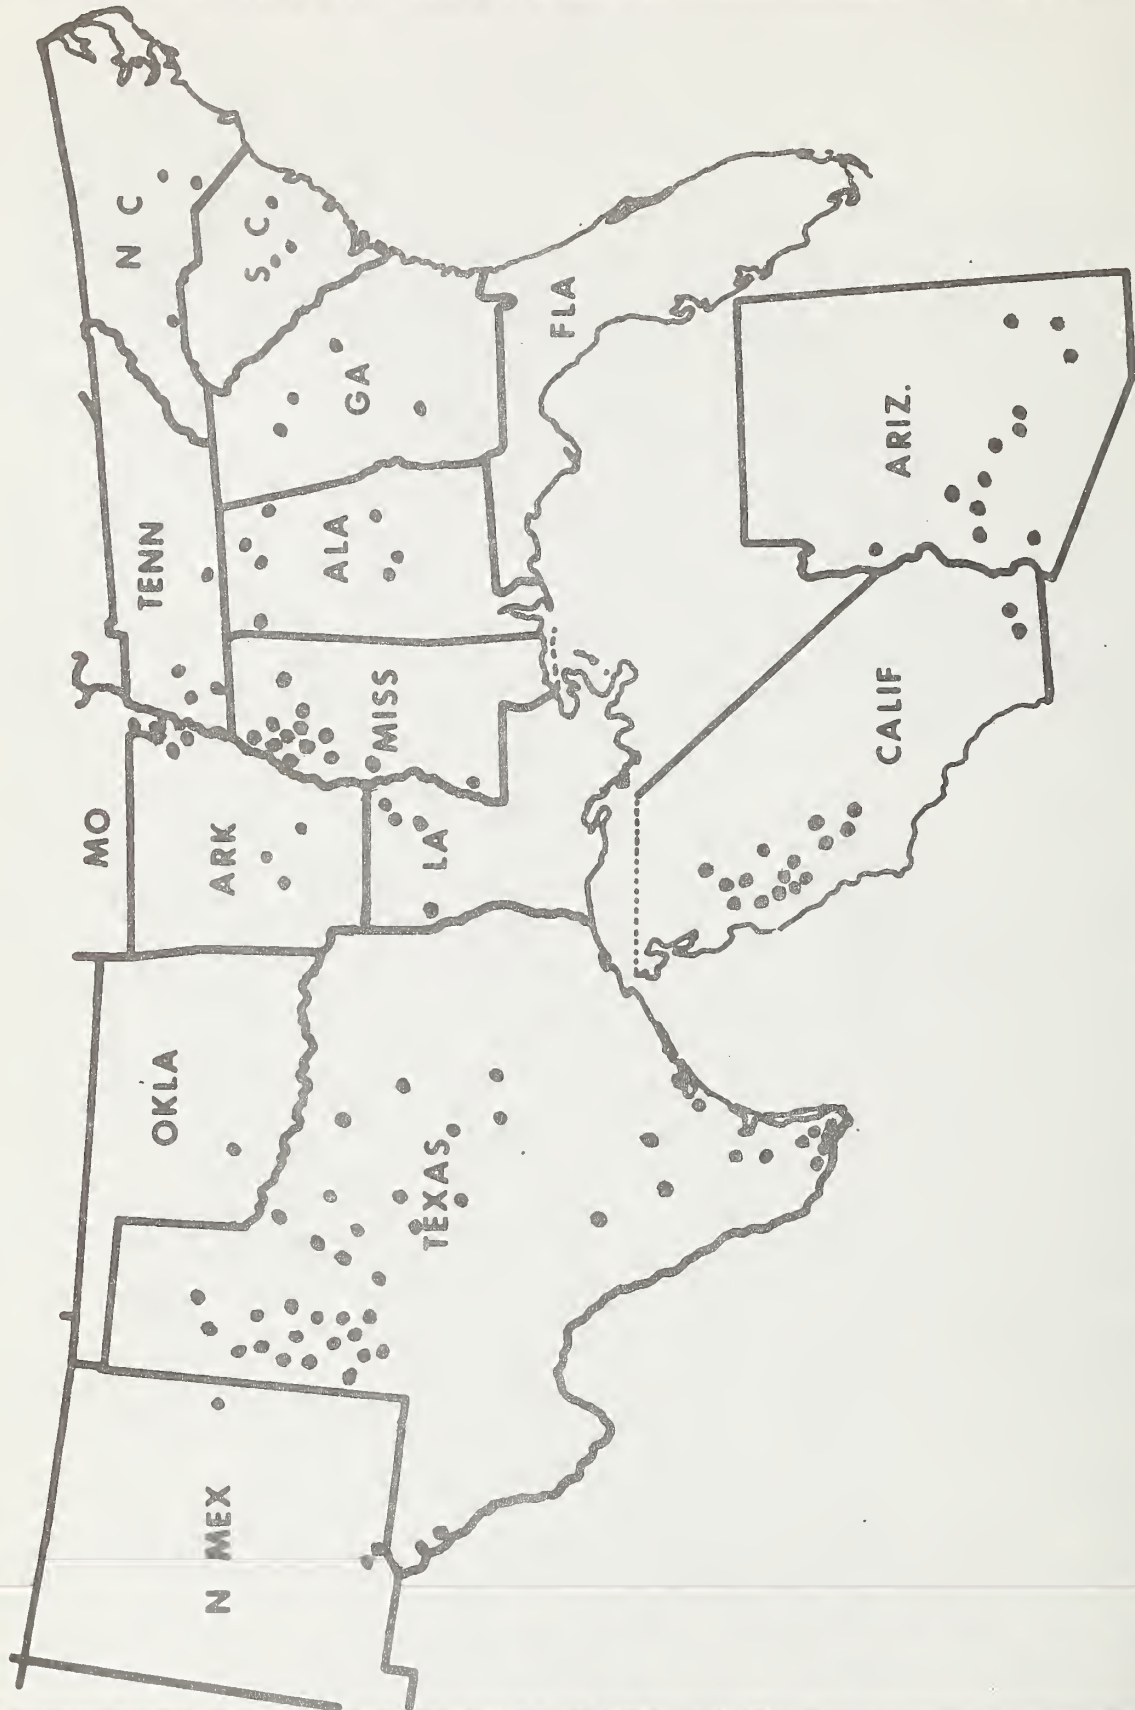 N MEX
OKLA
TEXAS
MO
ARK
LA
TENN
MISS
ALA
GA
FLA
N C
S. C.
CALIF
ARIZ.